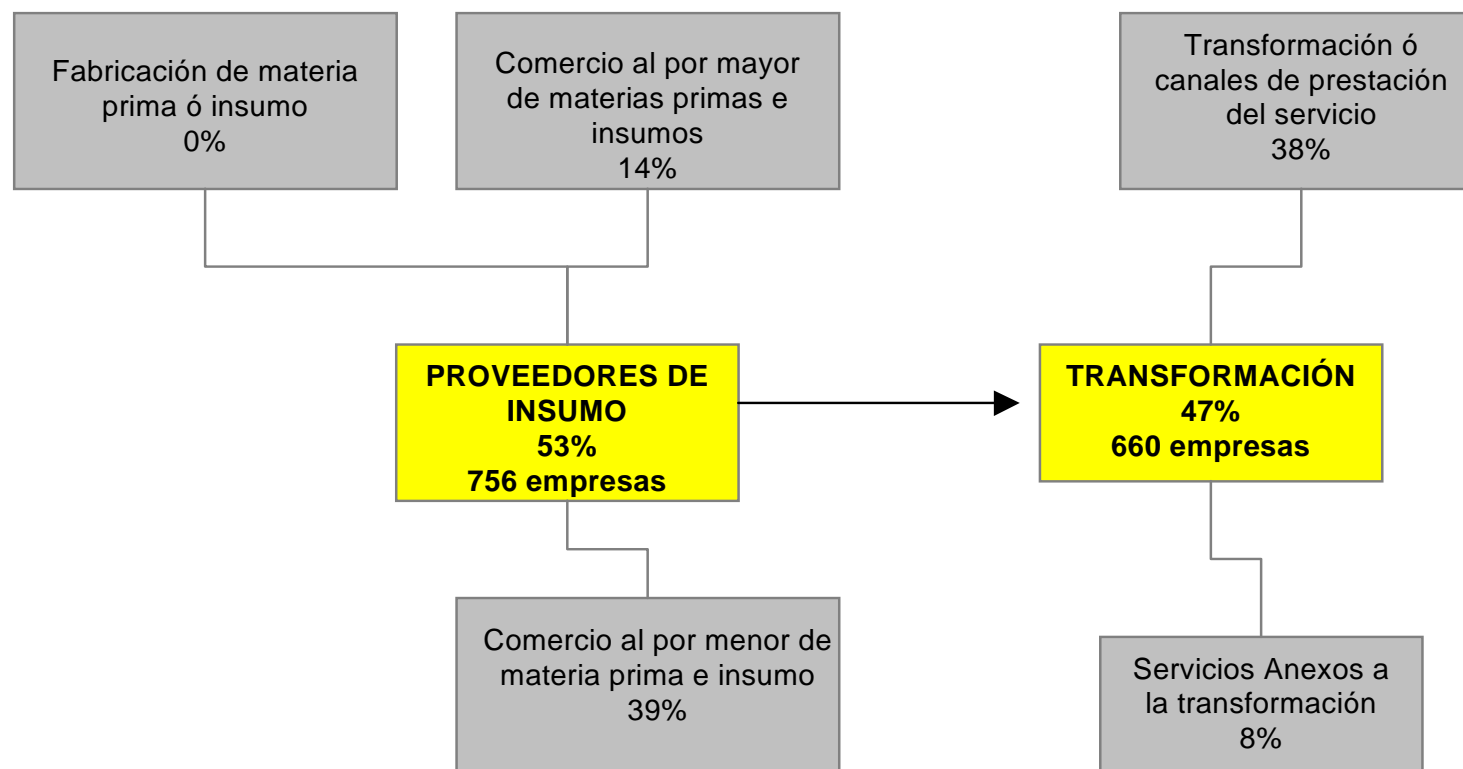 Fabricación de materia
prima ó insumo
0%
Comercio al por mayor
de materias primas e
insumos
14%
Transformación ó
canales de prestación
del servicio
38%
PROVEEDORES DE
INSUMO
53%
756 empresas
TRANSFORMACIÓN
47%
660 empresas
Comercio al por menor de
materia prima e insumo
39%
Servicios Anexos a
la transformación
8%